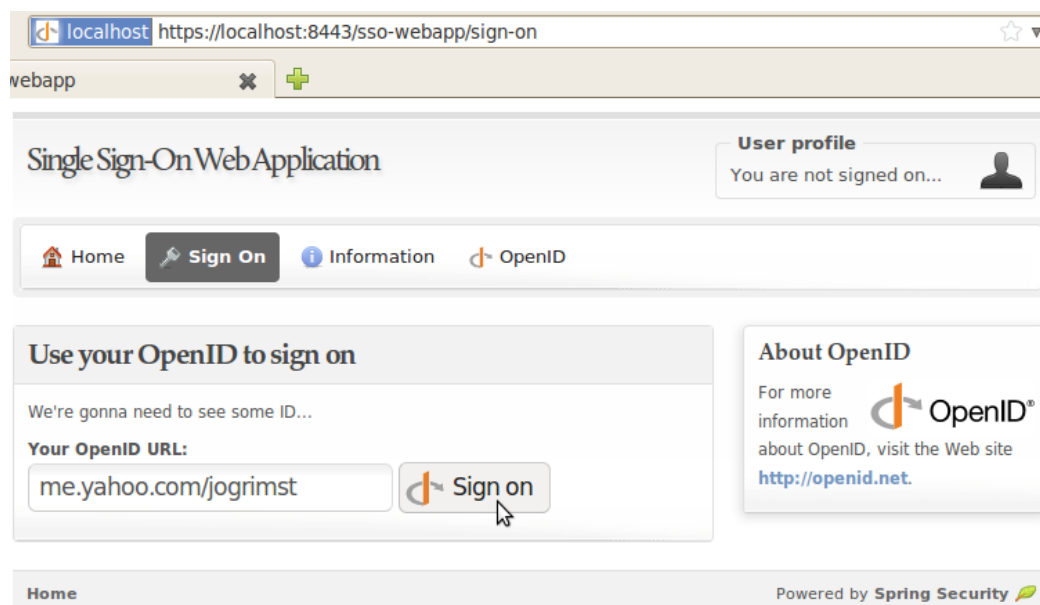 localhost https://localhost:8443/sso-webapp/sign-on
webapp
Single Sign-On Web Application
User profile
You are not signed on...
Home Sign On Information OpenID
Use your OpenID to sign on
We're gonna need to see some ID...
Your OpenID URL:
me.yahoo.com/jogrimst Sign on
About OpenID
For more
information
OpenID®
about OpenID, visit the Web site
http://openid.net.
Home
Powered by Spring Security